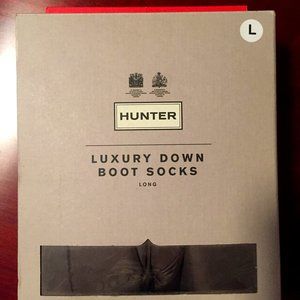 L
HUNTER
LUXURY DOWN
BOOT SOCKS
LONG